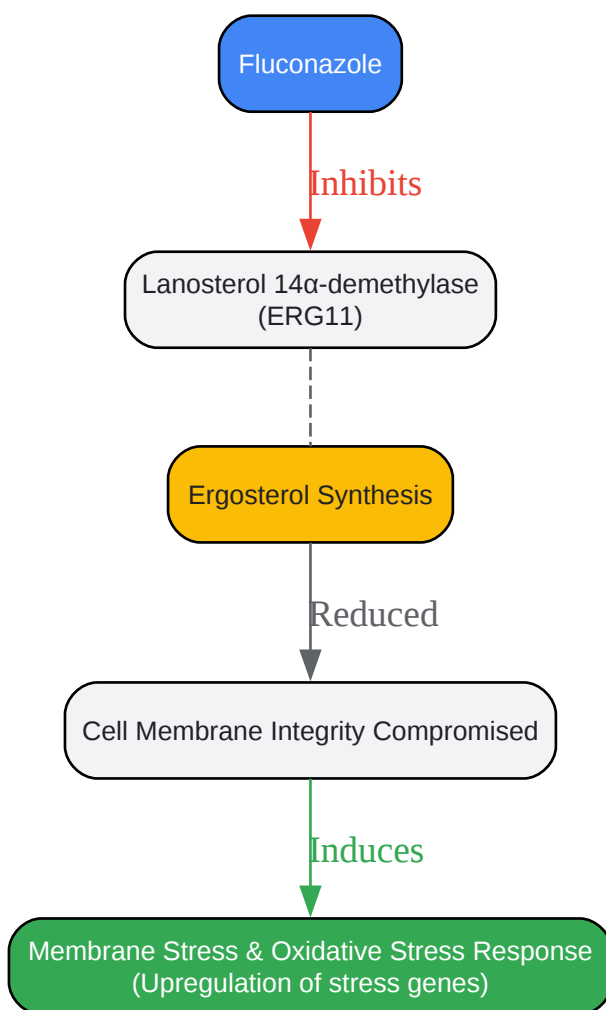 Fluconazole
Inhibits
Lanosterol 14α-demethylase
(ERG11)
Ergosterol Synthesis
Reduced
Cell Membrane Integrity Compromised
Induces
Membrane Stress & Oxidative Stress Response
(Upregulation of stress genes)